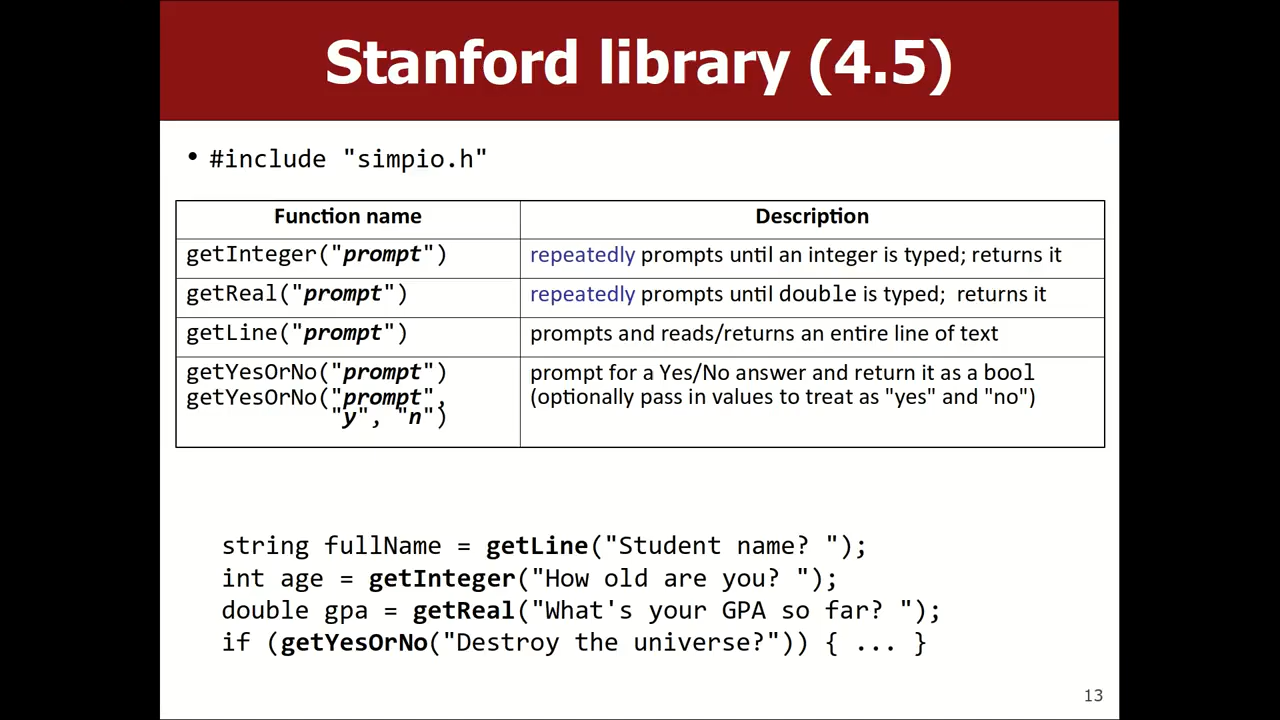 Stanford library (4.5)
• #include "simpio.h"
Function name Description
getInteger("prompt") repeatedly prompts until an integer is typed; returns it
getReal("prompt") repeatedly prompts until double is typed; returns it
getLine("prompt") prompts and reads/returns an entire line of text
getYesOrNo("prompt") prompt for a Yes/No answer and return it as a bool
getYesOrNo("prompt", (optionally pass in values to treat as "yes" and "no")
"y", "n")
string fullName = getLine("Student name? ");
int age = getInteger("How old are you? ");
double gpa = getReal("What's your GPA so far? ");
if (getYesOrNo("Destroy the universe?")) { ... }
13